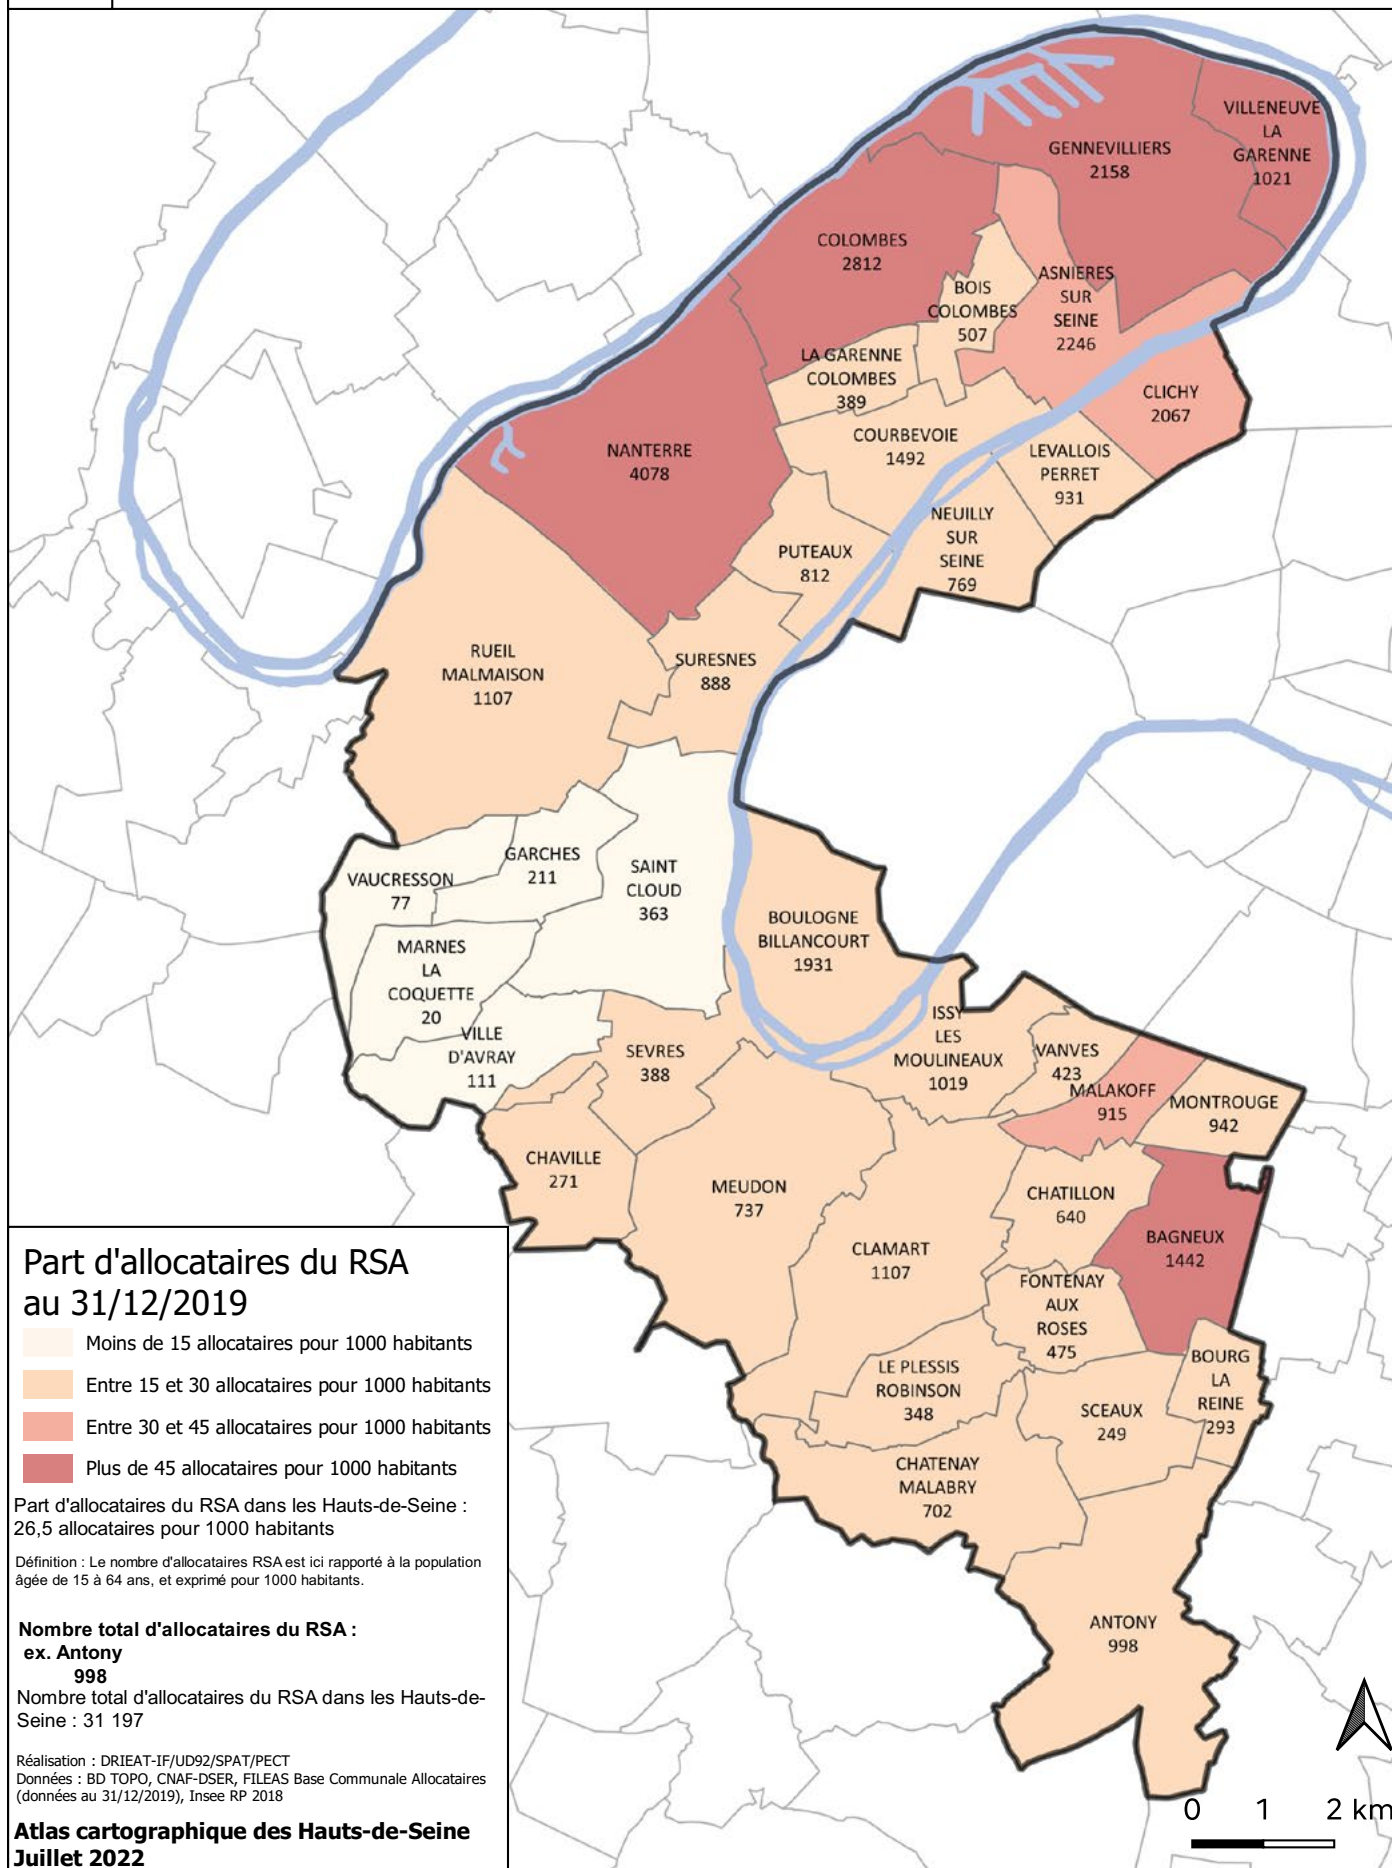 VILLENEUVE
LA
GARENNE
1021
GENNEVILLIERS
2158
COLOMBES
2812
BOIS
COLOMBES
507
ASNIERES
SUR
SEINE
2246
LA GARENNE
COLOMBES
389
CLICHY
2067
COURBEVOIE
1492
LEVALLOIS
PERRET
931
NANTERRE
4078
NEUILLY
SUR
SEINE
769
PUTEAUX
812
RUEIL
MALMAISON
1107
SURESNES
888
GARCHES
211
VAUCRESSON
77
SAINT
CLOUD
363
BOULOGNE
BILLANCOURT
1931
MARNES
LA
COQUETTE
20
VILLE
D'AVRAY
111
SEVRES
388
ISSY
LES
MOULINEAUX
1019
VANVES
423
MALAKOFF
915
MONTROUGE
942
CHAVILLE
271
MEUDON
737
CHATILLON
640
BAGNEUX
1442
CLAMART
1107
FONTENAY
AUX
ROSES
475
LE PLESSIS
ROBINSON
348
BOURG
LA
REINE
293
SCEAUX
249
CHATENAY
MALABRY
702
ANTONY
998
Part d'allocataires du RSA
au 31/12/2019
Moins de 15 allocataires pour 1000 habitants
Entre 15 et 30 allocataires pour 1000 habitants
Entre 30 et 45 allocataires pour 1000 habitants
Plus de 45 allocataires pour 1000 habitants
Part d'allocataires du RSA dans les Hauts-de-Seine :
26,5 allocataires pour 1000 habitants
Définition : Le nombre d'allocataires RSA est ici rapporté à la population
âgée de 15 à 64 ans, et exprimé pour 1000 habitants.
Nombre total d'allocataires du RSA :
ex. Antony
998
Nombre total d'allocataires du RSA dans les Hauts-de-
Seine : 31 197
Réalisation : DRIEAT-IF/UD92/SPAT/PECT
Données : BD TOPO, CNAF-DSER, FILEAS Base Communale Allocataires
(données au 31/12/2019), Insee RP 2018
Atlas cartographique des Hauts-de-Seine
Juillet 2022
0 1 2 km